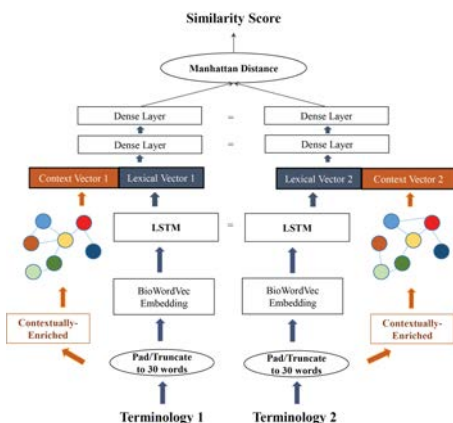 Similarity Score
Manhattan Distance
Dense Layer = Dense Layer
Dense Layer = Dense Layer
Context Vector 1 Lexical Vector 1 Lexical Vector 2 Context Vector 2
LSTM = LSTM
BioWordVec BioWordVec
Embedding Embedding
Contextually- Contextually-
Enriched Enriched
Pad/Truncate Pad/Truncate
to 30 words to 30 words
Terminology 1 Terminology 2